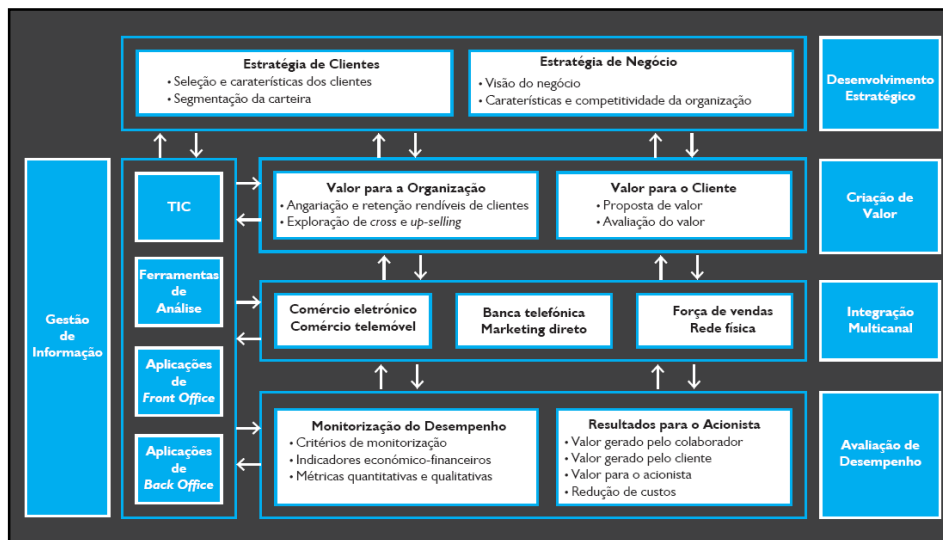 Estratégia de Clientes
• Seleção e caraterísticas dos clientes
• Segmentação da carteira
Estratégia de Negócio
• Visão do negócio
• Caraterísticas e competitividade da organização
Desenvolvimento
Estratégico
Gestão
de
Informação
TIC
Ferramentas
de
Análise
Aplicações de
Front Office
Aplicações de
Back Office
Valor para a Organização
• Angariação e retenção rendíveis de clientes
• Exploração de cross e up-selling
Valor para o Cliente
• Proposta de valor
• Avaliação do valor
Criação de
Valor
Comércio eletrónico
Comércio telemóvel
Banca telefónica
Marketing direto
Força de vendas
Rede física
Integração
Multicanal
Monitorização do Desempenho
• Critérios de monitorização
• Indicadores económico-financeiros
• Métricas quantitativas e qualitativas
Resultados para o Acionista
• Valor gerado pelo colaborador
• Valor gerado pelo cliente
• Valor para o acionista
• Redução de custos
Avaliação de
Desempenho